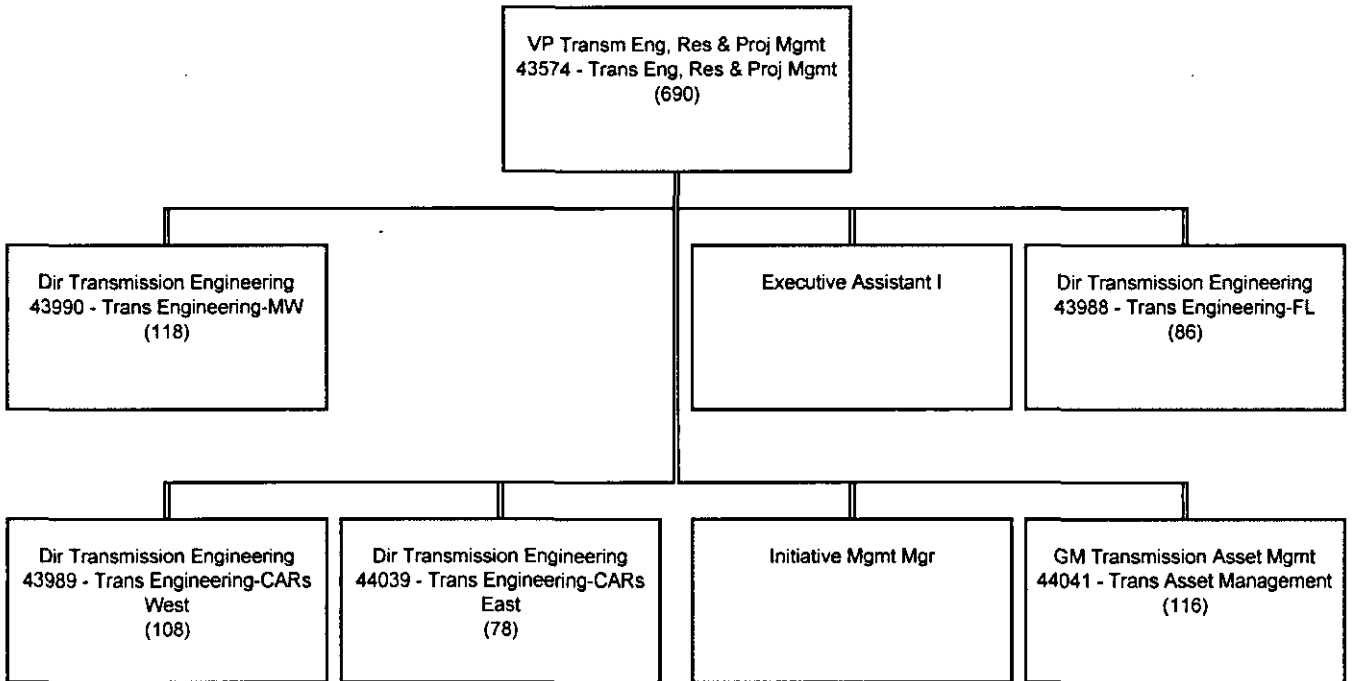 VP Transm Eng, Res & Proj Mgmt
43574 - Trans Eng, Res & Proj Mgmt
(690)
Dir Transmission Engineering
43990 - Trans Engineering-MW
(118)
Executive Assistant I
Dir Transmission Engineering
43988 - Trans Engineering-FL
(86)
Dir Transmission Engineering
43989 - Trans Engineering-CARs
West
(108)
Dir Transmission Engineering
44039 - Trans Engineering-CARs
East
(78)
Initiative Mgmt Mgr
GM Transmission Asset Mgmt
44041 - Trans Asset Management
(116)